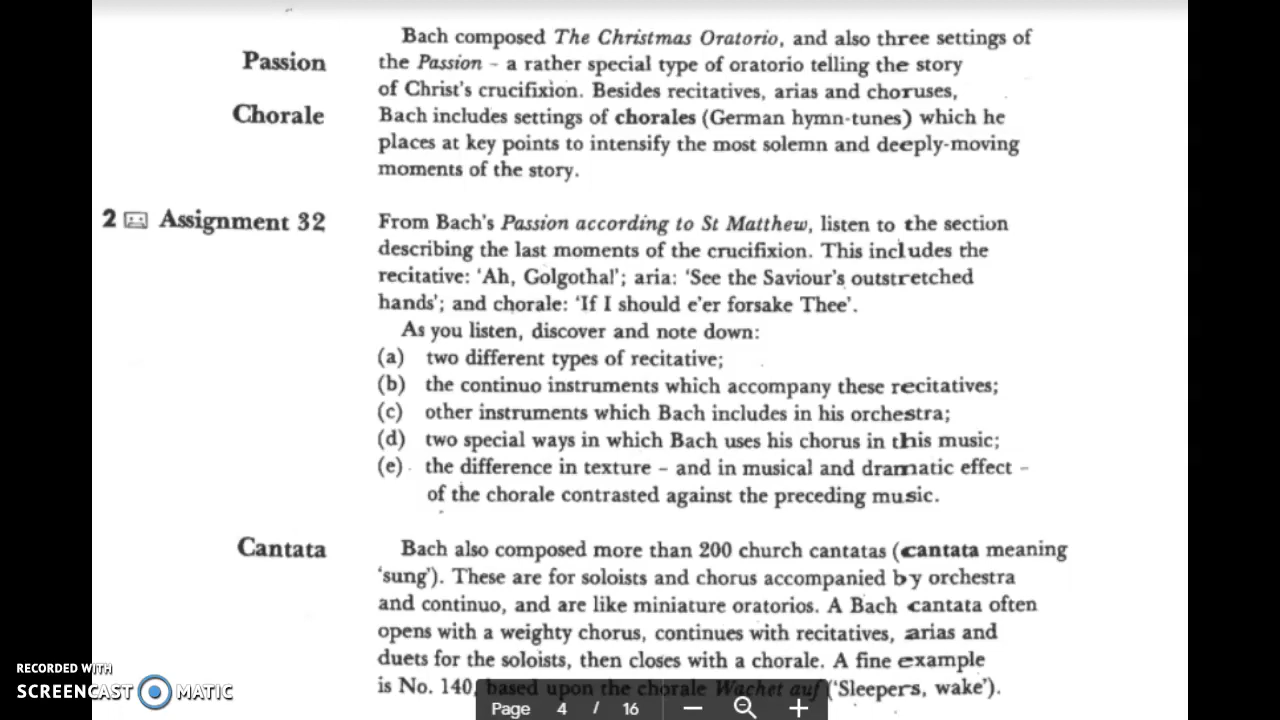 Bach composed The Christmas Oratorio, and also three settings of
Passion the Passion – a rather special type of oratorio telling the story
of Christ's crucifixion. Besides recitatives, arias and choruses,
Chorale Bach includes settings of chorales (German hymn-tunes) which he
places at key points to intensify the most solemn and deeply-moving
moments of the story.
2 Assignment 32 From Bach's Passion according to St Matthew, listen to the section
describing the last moments of the crucifixion. This includes the
recitative: 'Ah, Golgotha!'; aria: 'See the Saviour's outstretched
hands'; and chorale: 'If I should e'er forsake Thee'.
As you listen, discover and note down:
(a) two different types of recitative;
(b) the continuo instruments which accompany these recitatives;
(c) other instruments which Bach includes in his orchestra;
(d) two special ways in which Bach uses his chorus in this music;
(e) the difference in texture – and in musical and dramatic effect –
of the chorale contrasted against the preceding music.
Cantata Bach also composed more than 200 church cantatas (cantata meaning
'sung'). These are for soloists and chorus accompanied by orchestra
and continuo, and are like miniature oratorios. A Bach cantata often
opens with a weighty chorus, continues with recitatives, arias and
duets for the soloists, then closes with a chorale. A fine example
is No. 140, based upon the chorale Wachet auf ('Sleepers, wake').
RECORDED WITH
SCREENCAST MATIC
Page 4 / 16